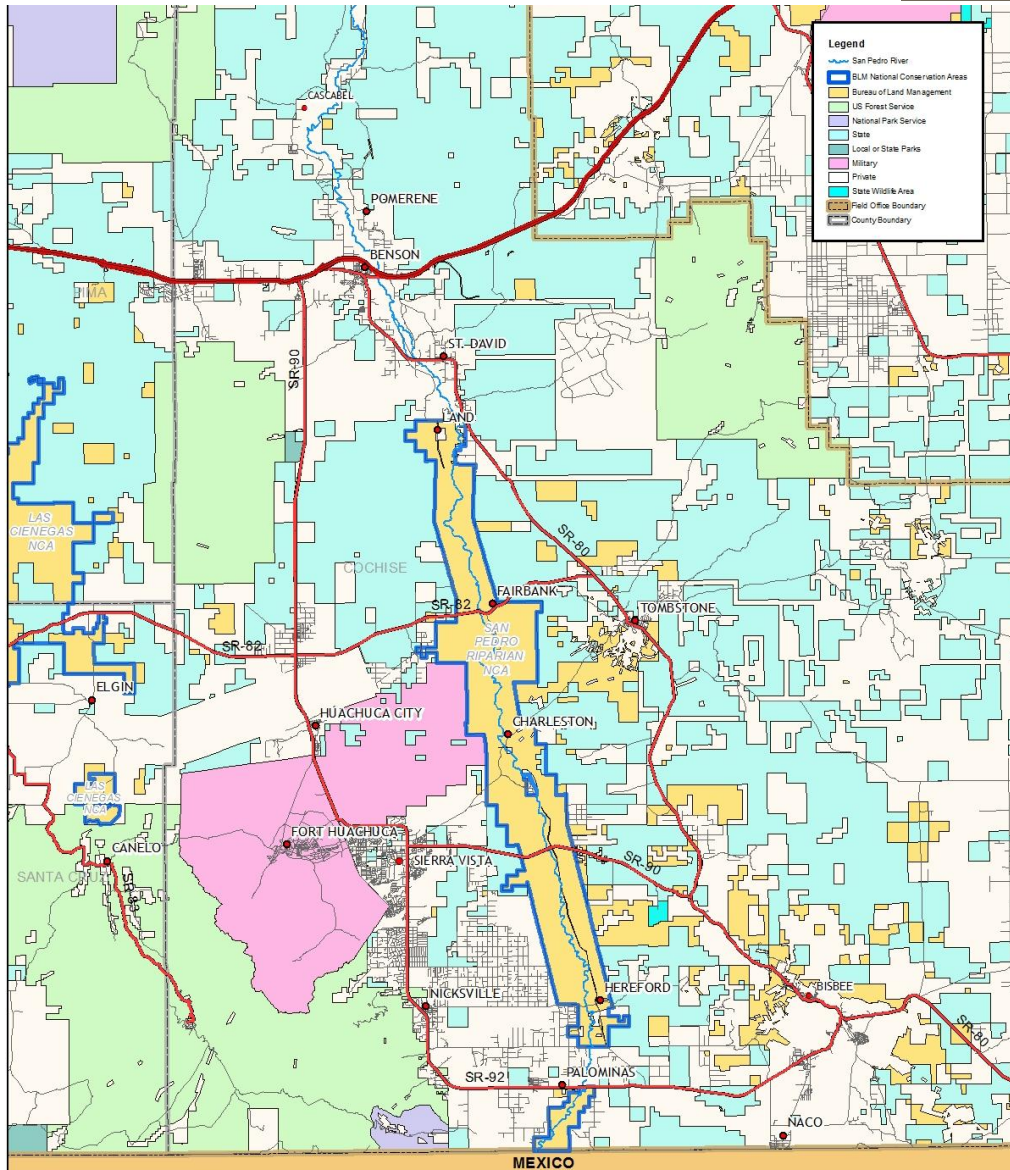 Legend
San Pedro River
BLM National Conservation Areas
Bureau of Land Management
US Forest Service
National Park Service
State
Local or State Parks
Military
Private
State Wildlife Area
Field Office Boundary
County Boundary
CASCABEL
POMERENE
BENSON
PIMA
ST. DAVID
SR-90
LAND
LAS
CIENEGAS
NCA
SR-80
COCHISE
FAIRBANK
SR-82
TOMBSTONE
SAN
PEDRO
RIPARIAN
NCA
SR-82
ELGIN
HUACHUCA CITY
CHARLESTON
LAS
CIENEGAS
NCA
FORT HUACHUCA
CANELO
SIERRA VISTA
SR-90
SANTA CRUZ
SR-83
HEREFORD
NICKSVILLE
BISBEE
SR-80
SR-92
PALOMINAS
NACO
MEXICO